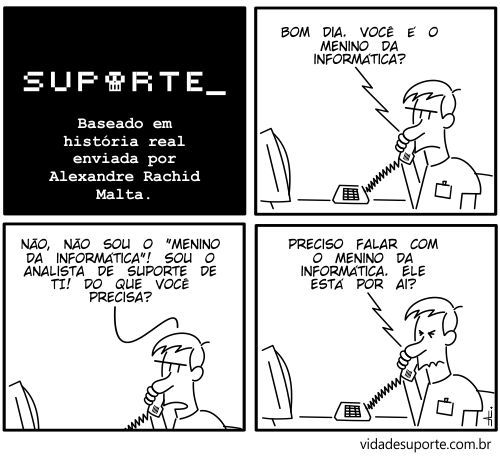 SUPORTE_
Baseado em
história real
enviada por
Alexandre Rachid
Malta.
BOM DIA. VOCÊ É O
MENINO DA
INFORMÁTICA?
NÃO, NÃO SOU O "MENINO
DA INFORMÁTICA"! SOU O
ANALISTA DE SUPORTE DE
TI! DO QUE VOCÊ
PRECISA?
PRECISO FALAR COM
O MENINO DA
INFORMÁTICA. ELE
ESTÁ POR AÍ?
vidadesuporte.com.br